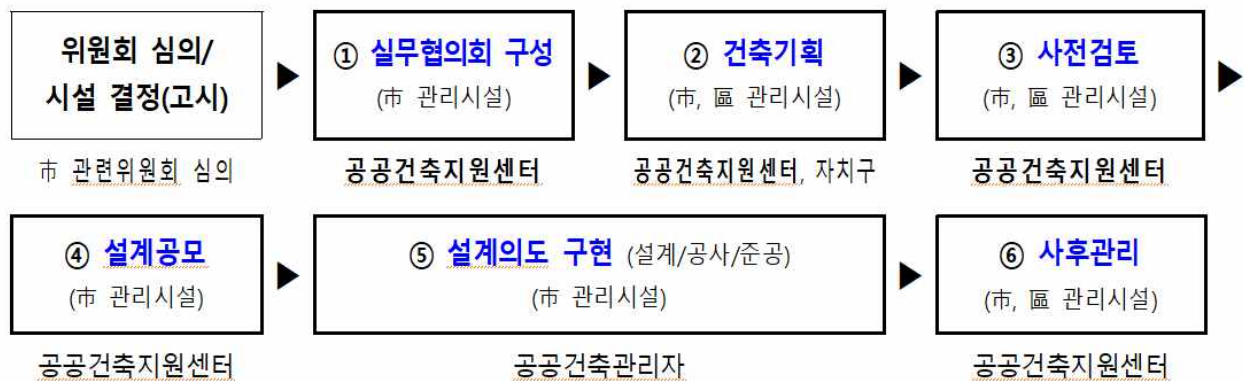 위원회 심의/
시설 결정(고시)
市 관련위원회 심의
① 실무협의회 구성
(市 관리시설)
공공건축지원센터
② 건축기획
(市, 區 관리시설)
공공건축지원센터, 자치구
③ 사전검토
(市, 區 관리시설)
공공건축지원센터
④ 설계공모
(市 관리시설)
공공건축지원센터
⑤ 설계의도 구현 (설계/공사/준공)
(市 관리시설)
공공건축관리자
⑥ 사후관리
(市, 區 관리시설)
공공건축지원센터